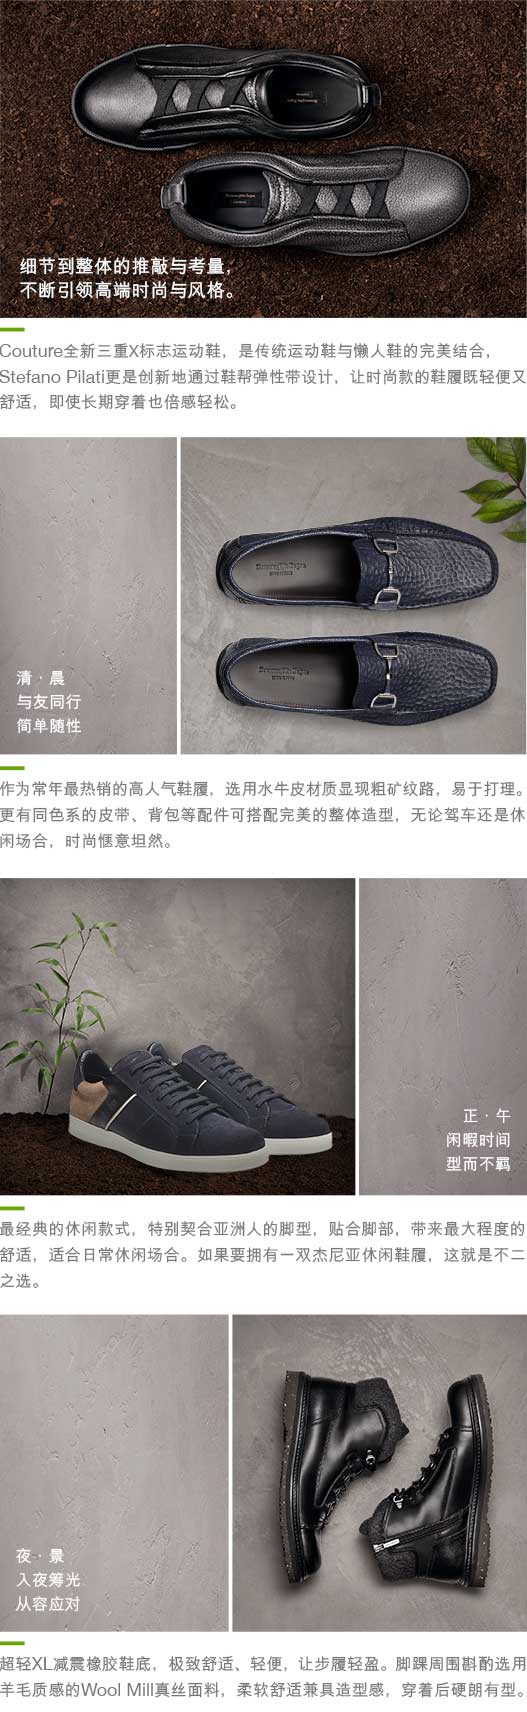 细节到整体的推敲与考量，
不断引领高端时尚与风格。
Couture全新三重X标志运动鞋，是传统运动鞋与懒人鞋的完美结合，
Stefano Pilati更是创新地通过鞋帮弹性带设计，让时尚款的鞋履既轻便又
舒适，即使长期穿着也倍感轻松。
清·晨
与友同行
简单随性
作为常年最热销的高人气鞋履，选用水牛皮材质显现粗矿纹路，易于打理。
更有同色系的皮带、背包等配件可搭配完美的整体造型，无论驾车还是休
闲场合，时尚惬意坦然。
正·午
闲暇时间
型而不羁
最经典的休闲款式，特别契合亚洲人的脚型，贴合脚部，带来最大程度的
舒适，适合日常休闲场合。如果要拥有一双杰尼亚休闲鞋履，这就是不二
之选。
夜·景
入夜筹光
从容应对
超轻XL减震橡胶鞋底，极致舒适、轻便，让步履轻盈。脚踝周围斟酌选用
羊毛质感的Wool Mill真丝面料，柔软舒适兼具造型感，穿着后硬朗有型。